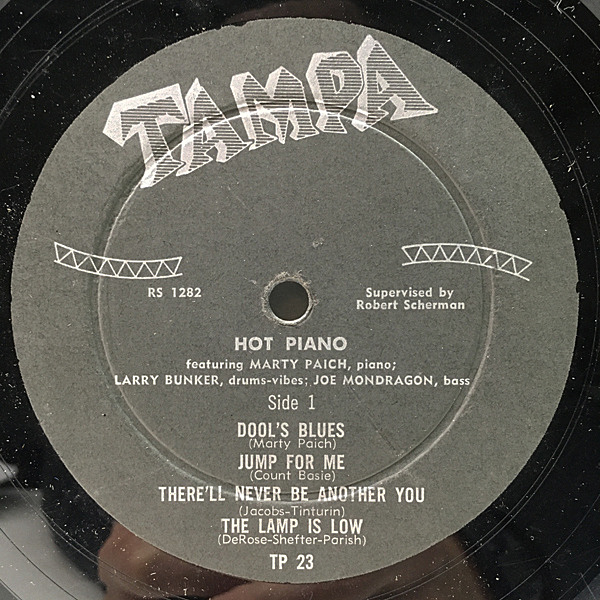 TAMPA
RS 1282
Supervised by
Robert Scherman
HOT PIANO
featuring MARTY PAICH, piano;
LARRY BUNKER, drums-vibes; JOE MONDRAGON, bass
Side 1
DOOL'S BLUES
(Marty Paich)
JUMP FOR ME
(Count Basie)
THERE'LL NEVER BE ANOTHER YOU
(Jacobs-Tinturin)
THE LAMP IS LOW
(DeRose-Shefter-Parish)
TP 23